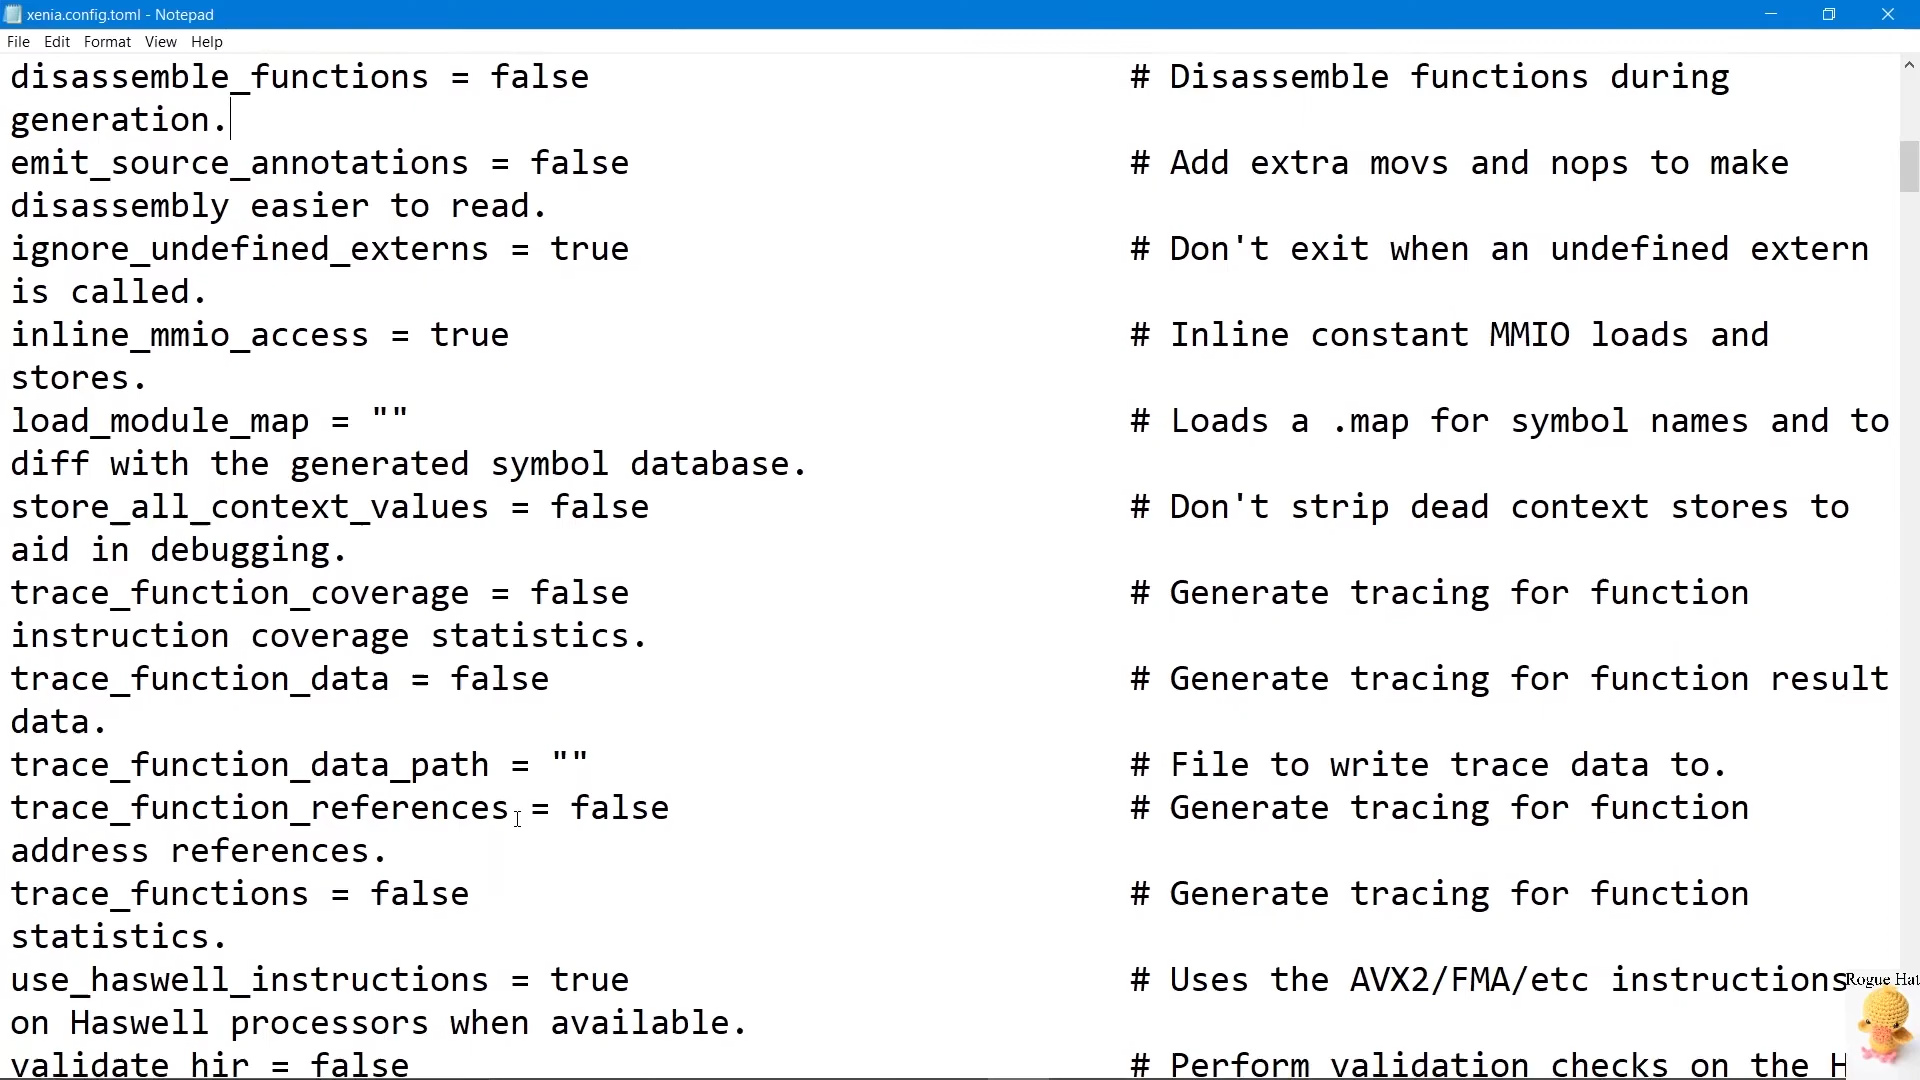 xenia.config.toml - Notepad
File Edit Format View Help
disassemble_functions = false # Disassemble functions during
generation.
emit_source_annotations = false # Add extra movs and nops to make
disassembly easier to read.
ignore_undefined_externs = true # Don't exit when an undefined extern
is called.
inline_mmio_access = true # Inline constant MMIO loads and
stores.
load_module_map = "" # Loads a .map for symbol names and to
diff with the generated symbol database.
store_all_context_values = false # Don't strip dead context stores to
aid in debugging.
trace_function_coverage = false # Generate tracing for function
instruction coverage statistics.
trace_function_data = false # Generate tracing for function result
data.
trace_function_data_path = "" # File to write trace data to.
trace_function_references = false # Generate tracing for function
address references.
trace_functions = false # Generate tracing for function
statistics.
use_haswell_instructions = true # Uses the AVX2/FMA/etc instructions
Rogue Hat
on Haswell processors when available.
validate_hir = false # Perform validation checks on the H